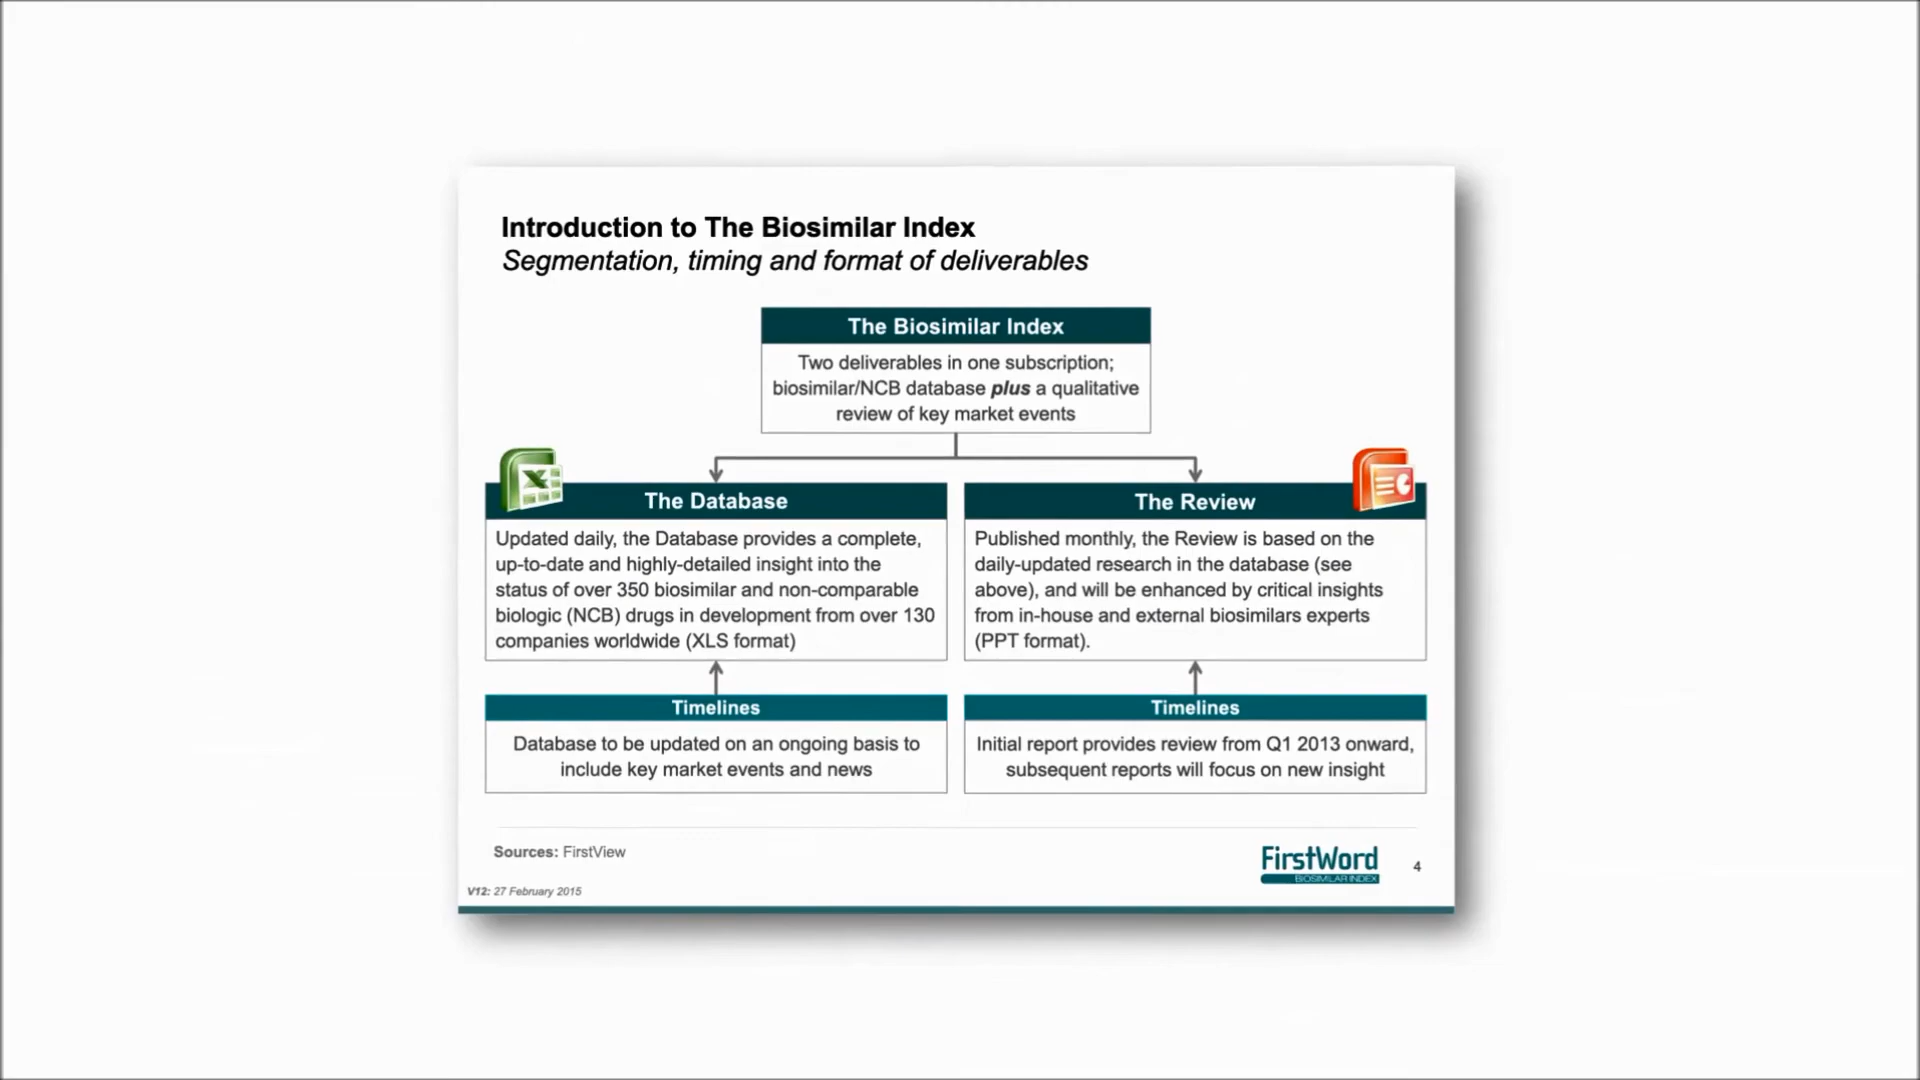 Introduction to The Biosimilar Index
Segmentation, timing and format of deliverables
The Biosimilar Index
Two deliverables in one subscription;
biosimilar/NCB database plus a qualitative
review of key market events
The Database
Updated daily, the Database provides a complete,
up-to-date and highly-detailed insight into the
status of over 350 biosimilar and non-comparable
biologic (NCB) drugs in development from over 130
companies worldwide (XLS format)
The Review
Published monthly, the Review is based on the
daily-updated research in the database (see
above), and will be enhanced by critical insights
from in-house and external biosimilars experts
(PPT format).
Timelines
Database to be updated on an ongoing basis to
include key market events and news
Timelines
Initial report provides review from Q1 2013 onward,
subsequent reports will focus on new insight
Sources: FirstView
FirstWord
BIOSIMILAR INDEX
4
V12: 27 February 2015